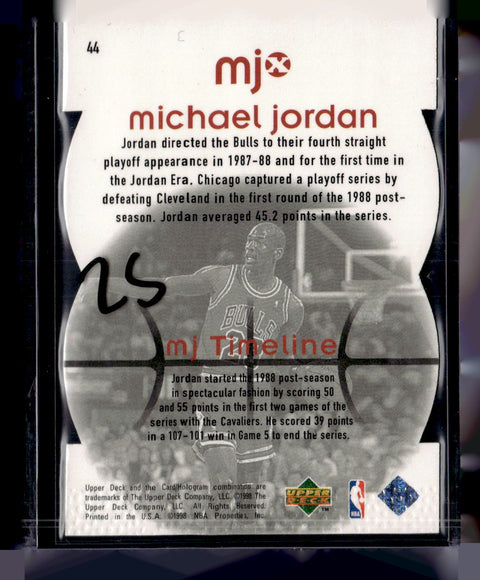 44
mjx
michael jordan
Jordan directed the Bulls to their fourth straight
playoff appearance in 1987-88 and for the first time in
the Jordan Era, Chicago captured a playoff series by
defeating Cleveland in the first round of the 1988 post-
season. Jordan averaged 45.2 points in the series.
25
BULLS
mj Timeline
Jordan started the 1988 post-season
in spectacular fashion by scoring 50
and 55 points in the first two games of the
series with the Cavaliers. He scored 39 points
in a 107-101 win in Game 5 to end the series.
Upper Deck and the Card/Hologram combination are
trademarks of The Upper Deck Company, LLC. ©1998 The
Upper Deck Company, LLC. All Rights Reserved.
Printed in the U.S.A. ©1998 NBA Properties, Inc.
UPPER
DECK
TM
NBA